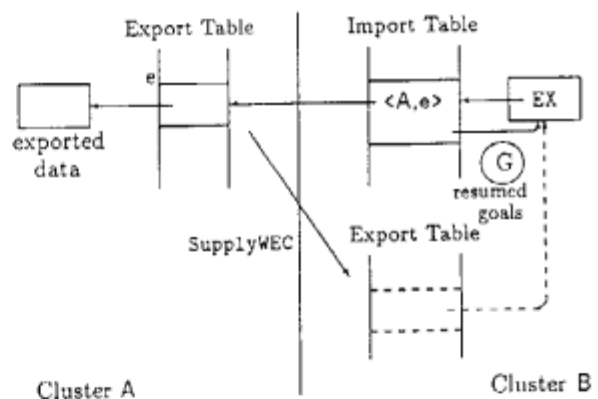 Export Table
Import Table
e
<A,e>
EX
exported
data
G
resumed
goals
SupplyWEC
Export Table
Cluster A
Cluster B